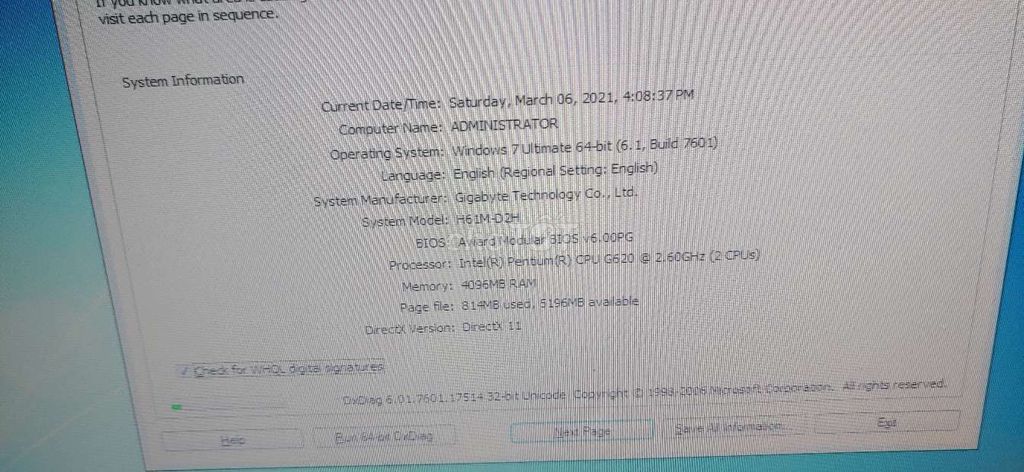 If you know what area is
visit each page in sequence.
System Information
Current Date/Time: Saturday, March 06, 2021, 4:08:37 PM
Computer Name: ADMINISTRATOR
Operating System: Windows 7 Ultimate 64-bit (6.1, Build 7601)
Language: English (Regional Setting: English)
System Manufacturer: Gigabyte Technology Co., Ltd.
System Model: H61M-D2H
BIOS: Award Modular BIOS v6.00PG
Processor: Intel(R) Pentium(R) CPU G620 @ 2.60GHz (2 CPUs)
Memory: 4096MB RAM
Page file: 814MB used, 5196MB available
DirectX Version: DirectX 11
Check for WHQL digital signatures
DxDiag 6.01.7601.17514 32-bit Unicode Copyright © 1998-2006 Microsoft Corporation. All rights reserved.
Help Run 64-bit DxDiag Next Page Save All Information... Exit